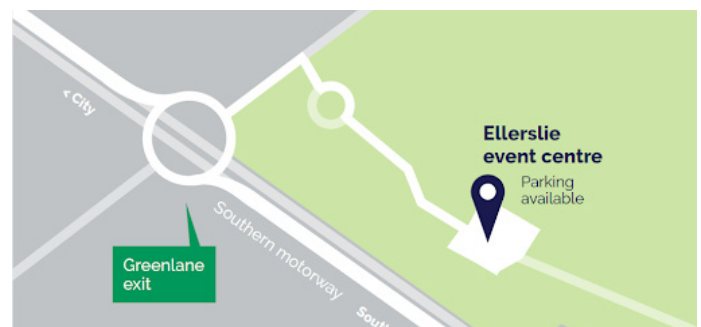 < City
Ellerslie
event centre
Parking
available
Southern motorway
Greenlane
exit